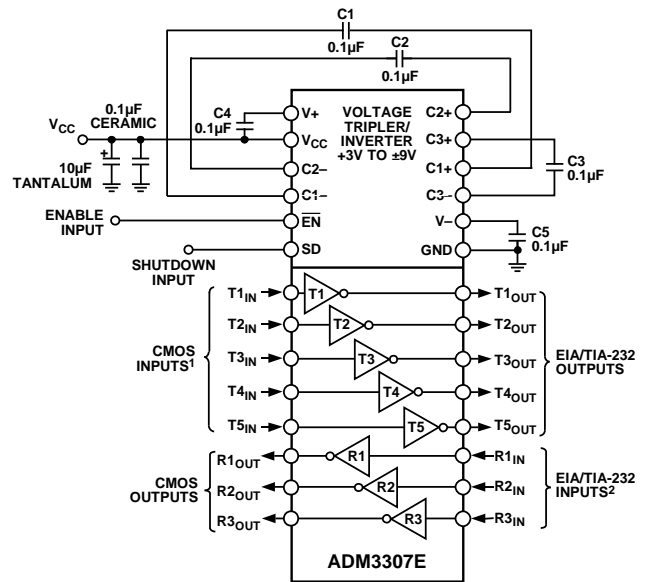 C1
0.1µF
C2
0.1µF
0.1µF
CERAMIC
C4
0.1µF
VCC
+
10µF
TANTALUM
V+
VCC
C2–
C1–
EN
SD
VOLTAGE
TRIPLER/
INVERTER
+3V TO ±9V
C2+
C3+
C1+
C3–
V–
GND
C3
0.1µF
C5
0.1µF
ENABLE
INPUT
SHUTDOWN
INPUT
CMOS
INPUTS1
T1IN
T1
T1OUT
T2IN
T2
T2OUT
T3IN
T3
T3OUT
T4IN
T4
T4OUT
T5IN
T5
T5OUT
EIA/TIA-232
OUTPUTS
CMOS
OUTPUTS
R1OUT
R1
R1IN
R2OUT
R2
R2IN
R3OUT
R3
R3IN
EIA/TIA-232
INPUTS2
ADM3307E